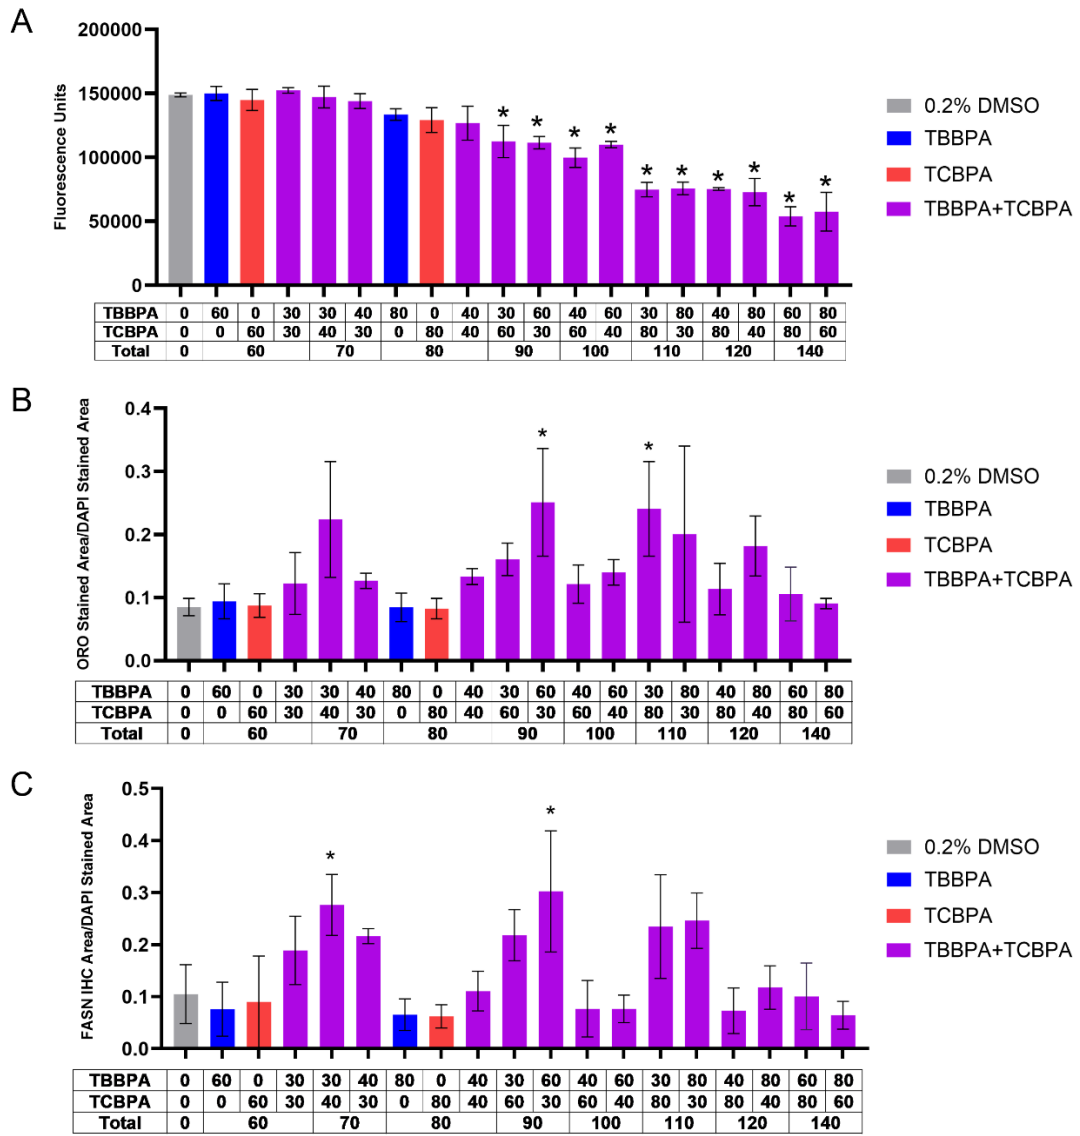 A
200000
150000
100000
50000
0
Fluorescence Units
* * * * * * * * * *
0.2% DMSO
TBBPA
TCBPA
TBBPA+TCBPA
TBBPA 0 60 0 30 30 40 80 0 40 30 60 40 60 30 80 40 80 60 80
TCBPA 0 0 60 30 40 30 0 80 40 60 30 60 40 80 30 80 40 80 60
Total 0 60 70 80 90 100 110 120 140
B
0.4
0.3
0.2
0.1
0.0
ORO Stained Area/DAPI Stained Area
* *
0.2% DMSO
TBBPA
TCBPA
TBBPA+TCBPA
TBBPA 0 60 0 30 30 40 80 0 40 30 60 40 60 30 80 40 80 60 80
TCBPA 0 0 60 30 40 30 0 80 40 60 30 60 40 80 30 80 40 80 60
Total 0 60 70 80 90 100 110 120 140
C
0.5
0.4
0.3
0.2
0.1
0.0
FASN IHC Area/DAPI Stained Area
* *
0.2% DMSO
TBBPA
TCBPA
TBBPA+TCBPA
TBBPA 0 60 0 30 30 40 80 0 40 30 60 40 60 30 80 40 80 60 80
TCBPA 0 0 60 30 40 30 0 80 40 60 30 60 40 80 30 80 40 80 60
Total 0 60 70 80 90 100 110 120 140